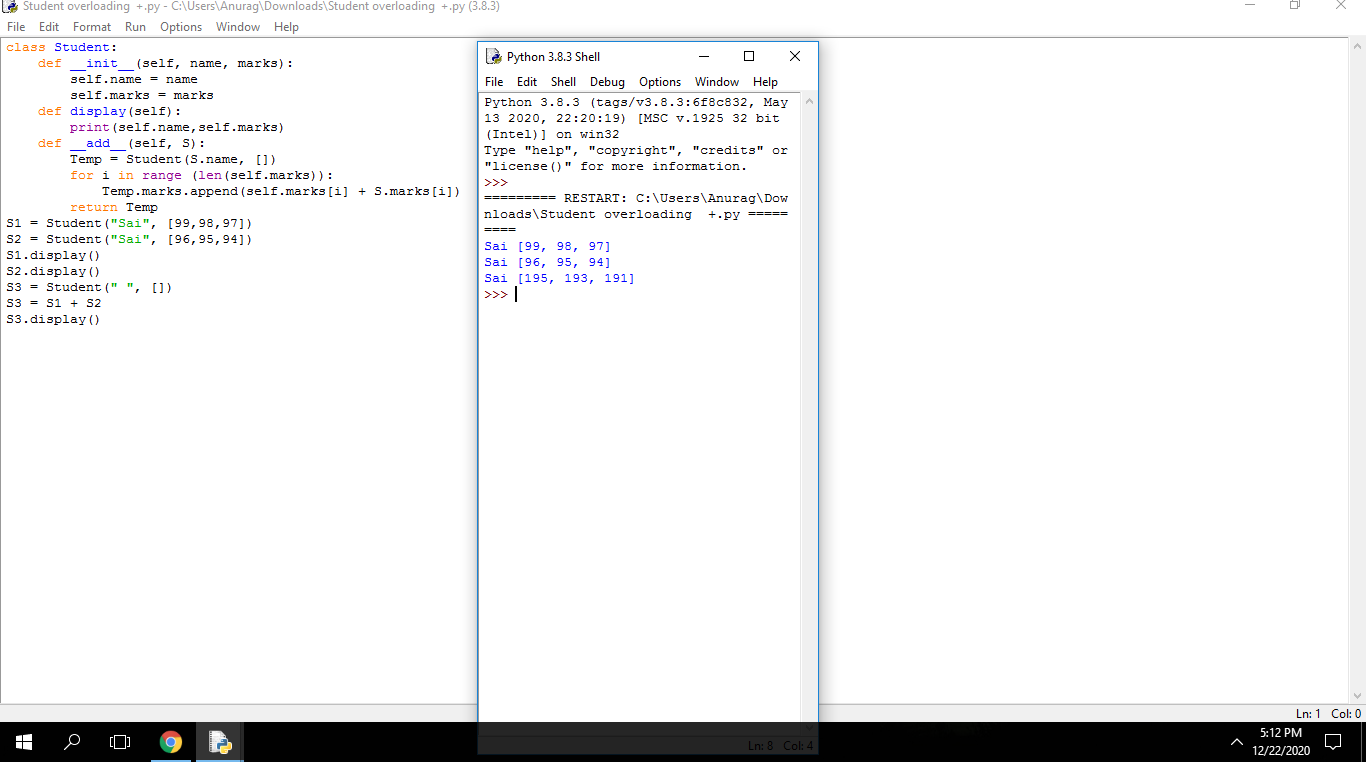 Student overloading  +.py - C:\Users\Anurag\Downloads\Student overloading  +.py (3.8.3)
File Edit Format Run Options Window Help
class Student:
    def __init__(self, name, marks):
        self.name = name
        self.marks = marks
    def display(self):
        print(self.name,self.marks)
    def __add__(self, S):
        Temp = Student(S.name, [])
        for i in range (len(self.marks)):
            Temp.marks.append(self.marks[i] + S.marks[i])
        return Temp
S1 = Student("Sai", [99,98,97])
S2 = Student("Sai", [96,95,94])
S1.display()
S2.display()
S3 = Student(" ", [])
S3 = S1 + S2
S3.display()
Python 3.8.3 Shell
File Edit Shell Debug Options Window Help
Python 3.8.3 (tags/v3.8.3:6f8c832, May
13 2020, 22:20:19) [MSC v.1925 32 bit
(Intel)] on win32
Type "help", "copyright", "credits" or
"license()" for more information.
>>>
========= RESTART: C:\Users\Anurag\Dow
nloads\Student overloading  +.py =====
====
Sai [99, 98, 97]
Sai [96, 95, 94]
Sai [195, 193, 191]
>>>
Ln: 1 Col: 0
Ln: 8 Col: 4
5:12 PM
12/22/2020